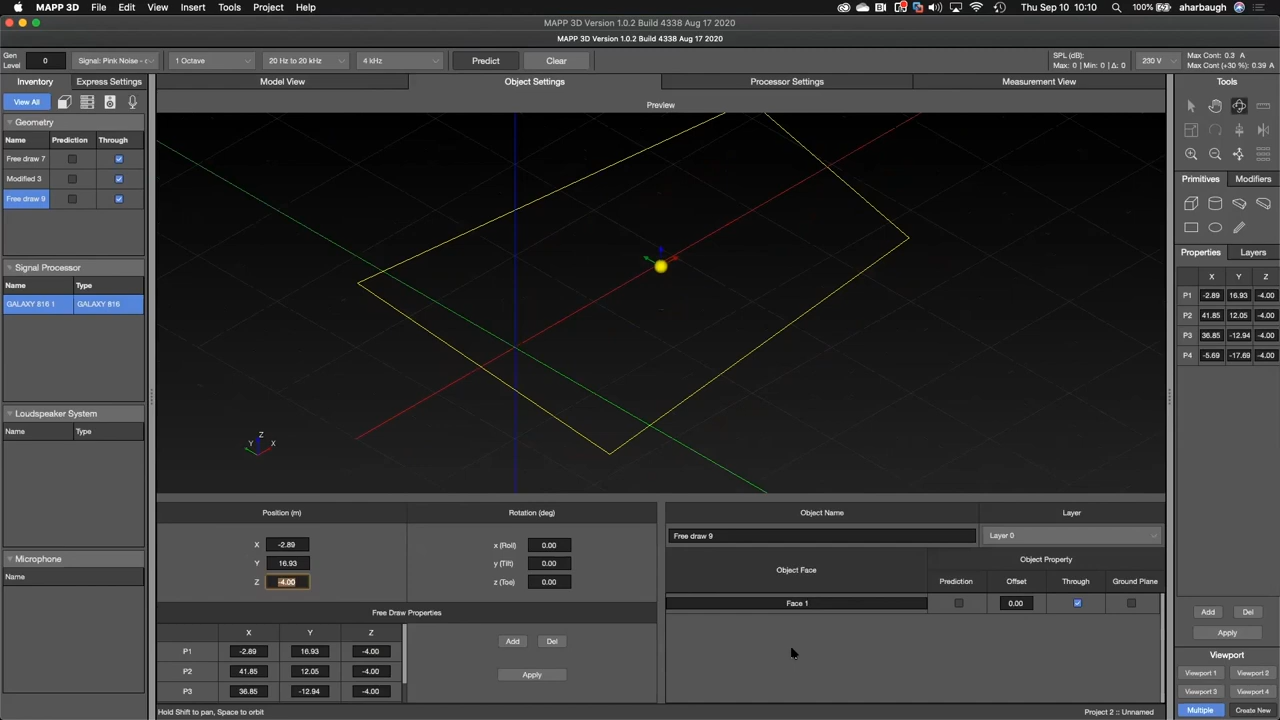 MAPP 3D File Edit View Insert Tools Project Help 100% Thu Sep 10 10:10 aharbaugh
MAPP 3D Version 1.0.2 Build 4338 Aug 17 2020
MAPP 3D Version 1.0.2 Build 4338 Aug 17 2020
Gen Level 0 Signal: Pink Noise - 1 Octave 20 Hz to 20 kHz 4 kHz Predict Clear
SPL (dB):
Max: 0 | Min: 0 | Δ: 0
230 V
Max Cont: 0.3 A
Max Cont (+30 %): 0.39 A
Inventory Express Settings Model View Object Settings Processor Settings Measurement View Tools
View All
Preview
Geometry
Name Prediction Through
Free draw 7
Modified 3
Free draw 9
Signal Processor
Name Type
GALAXY 816 1 GALAXY 816
Loudspeaker System
Name Type
Microphone
Name
Z
Y X
Position (m)
X -2.89
Y 16.93
Z -4.00
Rotation (deg)
x (Roll) 0.00
y (Tilt) 0.00
z (Toe) 0.00
Free Draw Properties
X Y Z
P1 -2.89 16.93 -4.00
P2 41.85 12.05 -4.00
P3 36.85 -12.94 -4.00
Add Del
Apply
Object Name Layer
Free draw 9 Layer 0
Object Face Object Property
Prediction Offset Through Ground Plane
Face 1 0.00
Primitives Modifiers
Properties Layers
X Y Z
P1 -2.89 16.93 -4.00
P2 41.85 12.05 -4.00
P3 36.85 -12.94 -4.00
P4 -5.69 -17.69 -4.00
Add Del
Apply
Viewport
Viewport 1 Viewport 2
Viewport 3 Viewport 4
Multiple Create New
Hold Shift to pan, Space to orbit
Project 2 :: Unnamed